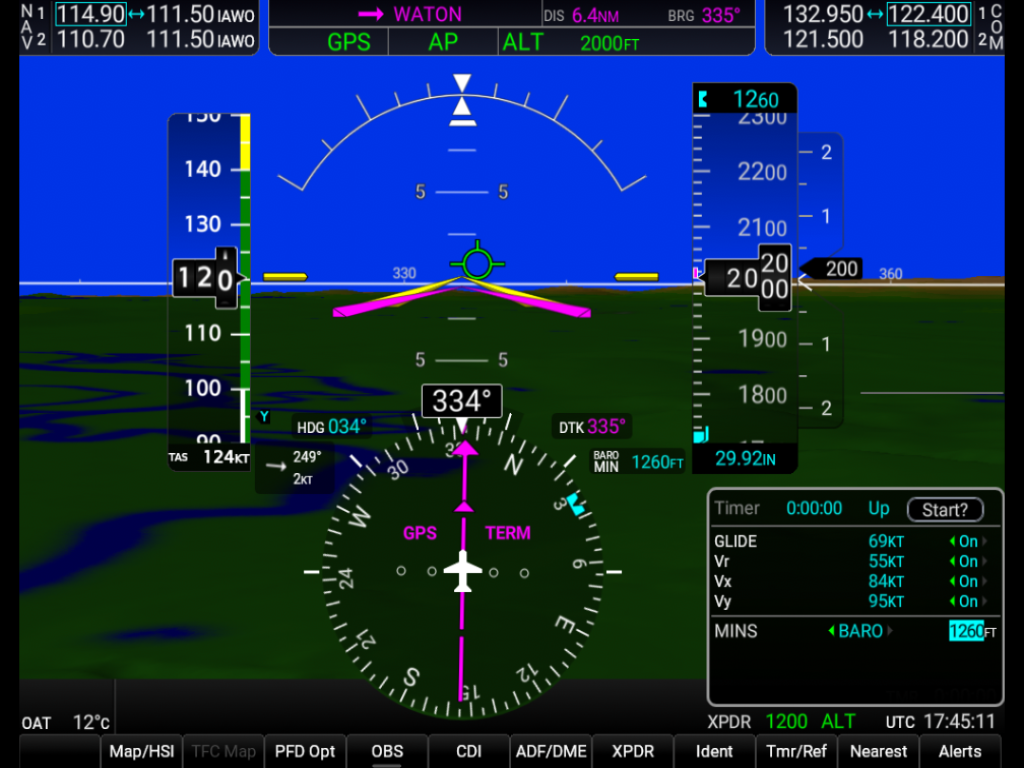 N 1 114.90 ↔ 111.50 IAWO
A
V 2 110.70 111.50 IAWO
→ WATON DIS 6.4NM BRG 335°
GPS AP ALT 2000FT
132.950 ↔ 122.400 1 C
O
121.500 118.200 2 M
1260
150
140
130
120
110
100
90
TAS 124KT
5 5
330
360
5 5
2300
2200
2100
20 20
00
1900
1800
17
29.92IN
2
1
200
1
2
334°
Y
HDG 034°
DTK 335°
→ 249°
2KT
BARO
MIN 1260FT
33 N 3 6 E 12 15 S 21 24 W 30
GPS TERM
Timer 0:00:00 Up Start?
GLIDE 69KT On
Vr 55KT On
Vx 84KT On
Vy 95KT On
MINS BARO 1260FT
OAT 12°C
XPDR 1200 ALT UTC 17:45:11
Map/HSI TFC Map PFD Opt OBS CDI ADF/DME XPDR Ident Tmr/Ref Nearest Alerts